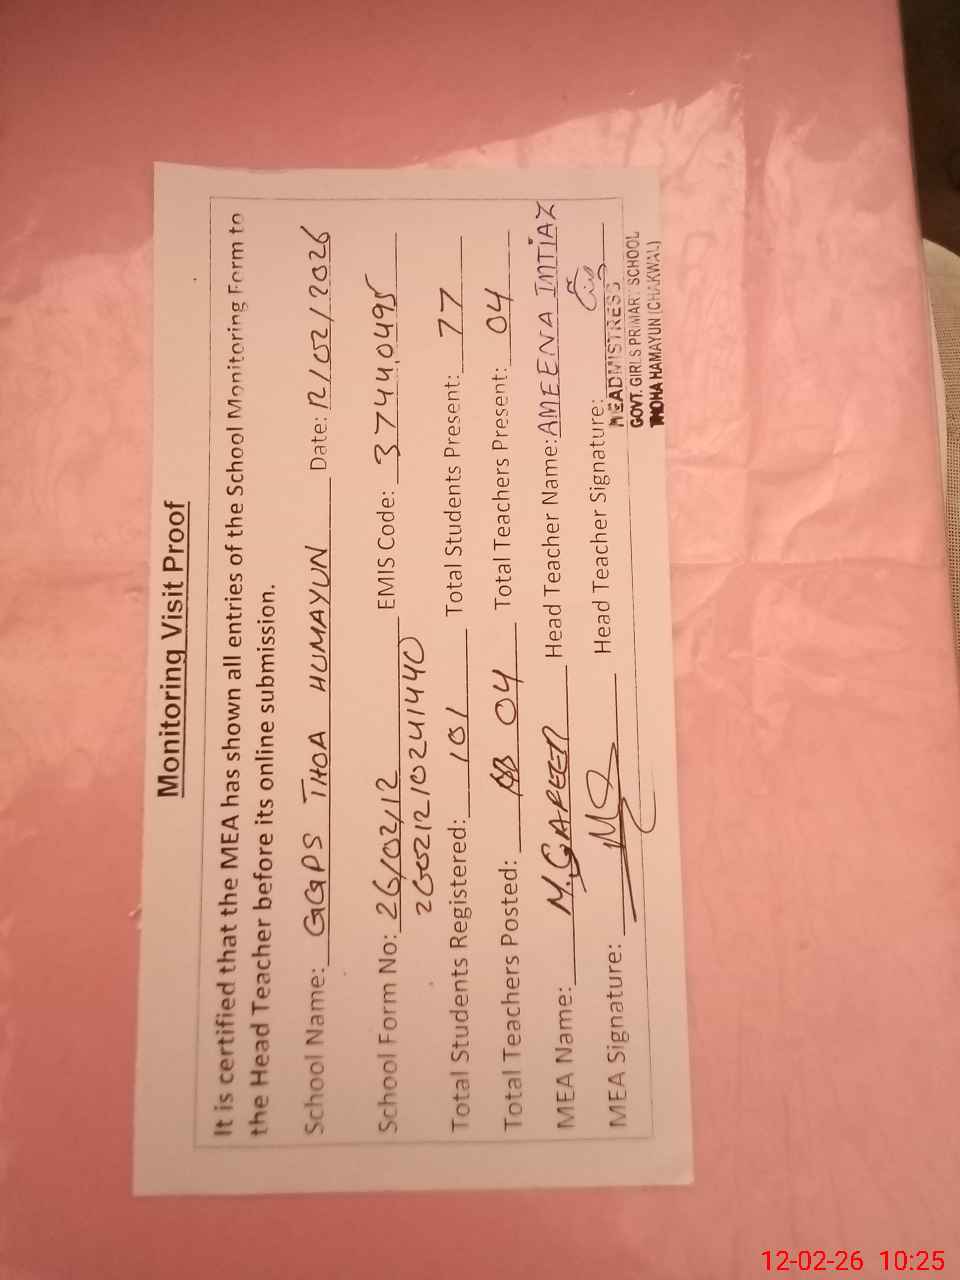 Monitoring Visit Proof
It is certified that the MEA has shown all entries of the School Monitoring Form to
the Head Teacher before its online submission.
School Name: GGPS THOA HUMAYUN Date: 12/02/2026
School Form No: 26/02/12 EMIS Code: 37440495
26021210241440
Total Students Registered: 101 Total Students Present: 77
Total Teachers Posted: 04 Total Teachers Present: 04
MEA Name: M. Head Teacher Name: AMEENA IMTIAZ
MEA Signature: Head Teacher Signature:
HEADMISTRESS
GOVT. GIRLS PRIMARY SCHOOL
THOHA HAMAYUN (CHAKWAL)
12-02-26 10:25